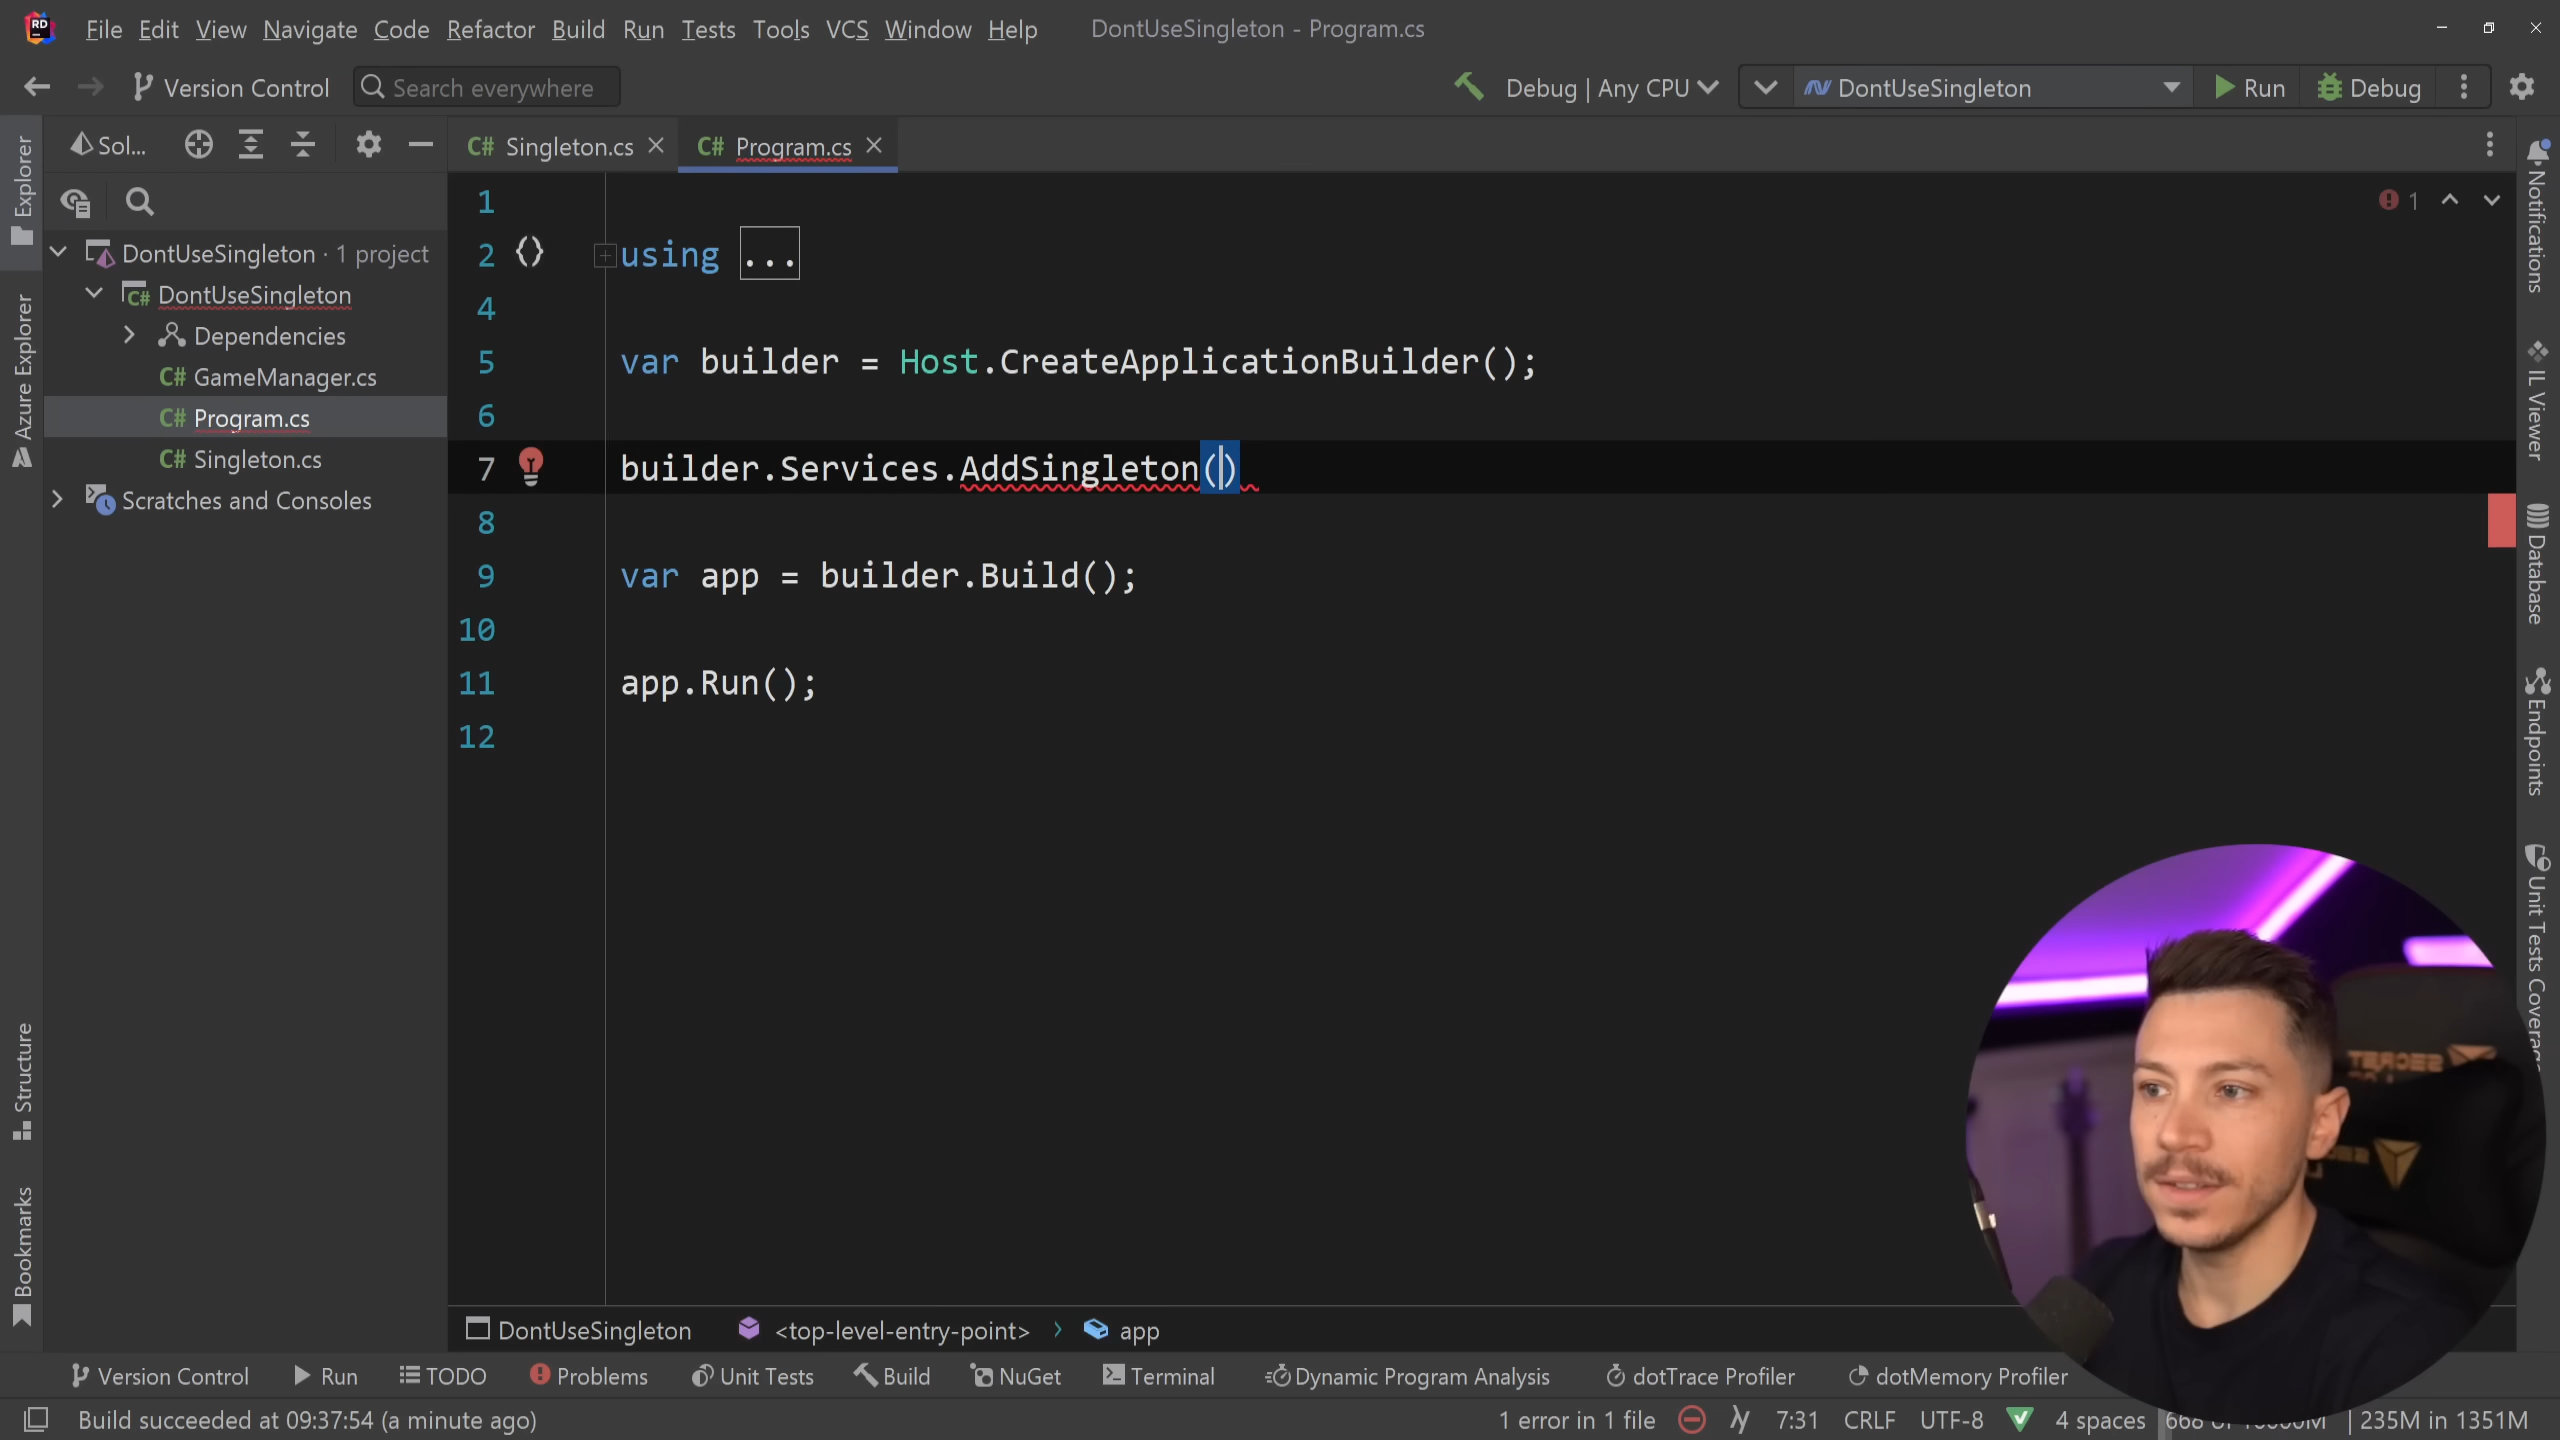 RD File Edit View Navigate Code Refactor Build Run Tests Tools VCS Window Help DontUseSingleton - Program.cs
Version Control Search everywhere Debug | Any CPU DontUseSingleton Run Debug
Explorer
Azure Explorer
Structure
Bookmarks
Sol...
DontUseSingleton · 1 project
C# DontUseSingleton
Dependencies
C# GameManager.cs
C# Program.cs
C# Singleton.cs
Scratches and Consoles
C# Singleton.cs C# Program.cs
1
1
2 using ...
4
5 var builder = Host.CreateApplicationBuilder();
6
7 builder.Services.AddSingleton()
8
9 var app = builder.Build();
10
11 app.Run();
12
Notifications
IL Viewer
Database
Endpoints
Unit Tests Coverage
SECRET
DontUseSingleton <top-level-entry-point> app
Version Control Run TODO Problems Unit Tests Build NuGet Terminal Dynamic Program Analysis dotTrace Profiler dotMemory Profiler
Build succeeded at 09:37:54 (a minute ago) 1 error in 1 file 7:31 CRLF UTF-8 4 spaces 235M in 1351M